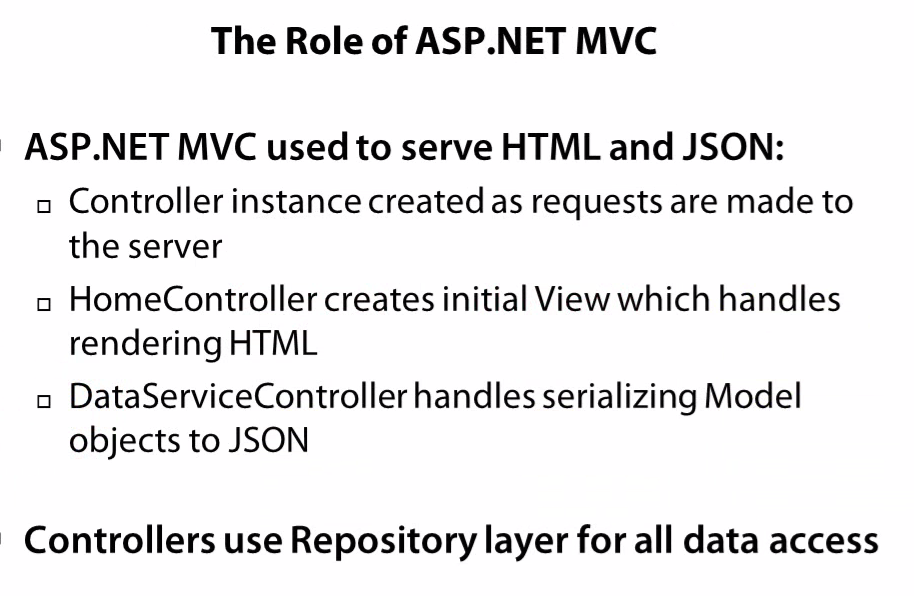 The Role of ASP.NET MVC
ASP.NET MVC used to serve HTML and JSON:
Controller instance created as requests are made to
the server
HomeController creates initial View which handles
rendering HTML
DataServiceController handles serializing Model
objects to JSON
Controllers use Repository layer for all data access